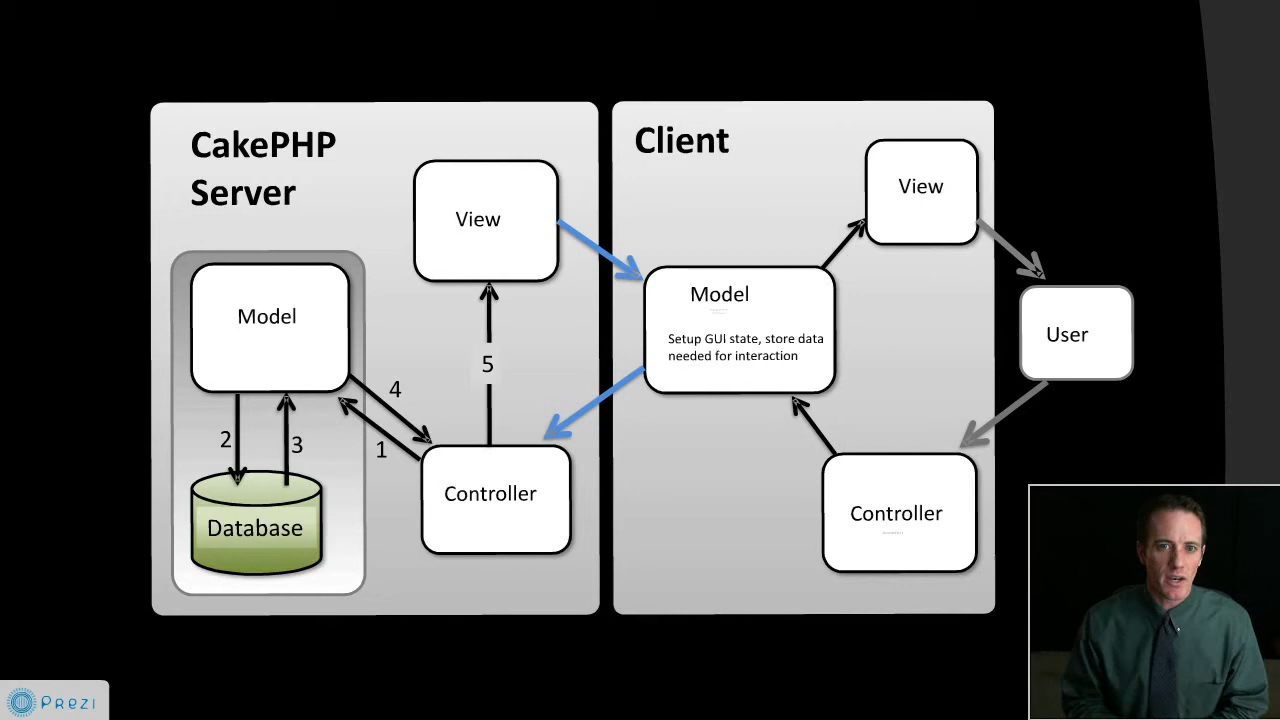 CakePHP
Server
Client
View
View
Model
Model
Setup GUI state, store data
needed for interaction
User
5
4
1
2
3
Controller
Controller
Database
PREZI